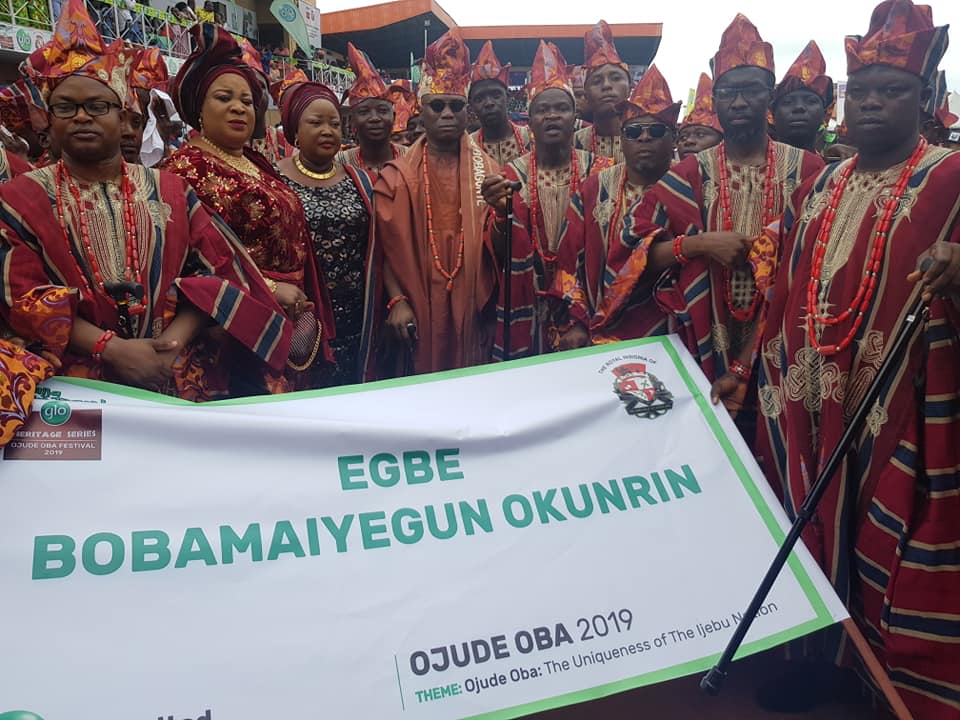 glo
HERITAGE SERIES
OJUDE OBA FESTIVAL
2019
THE ROYAL INSIGNIA OF
EGBE
BOBAMAIYEGUN OKUNRIN
OJUDE OBA 2019
THEME: Ojude Oba: The Uniqueness of The Ijebu Nation